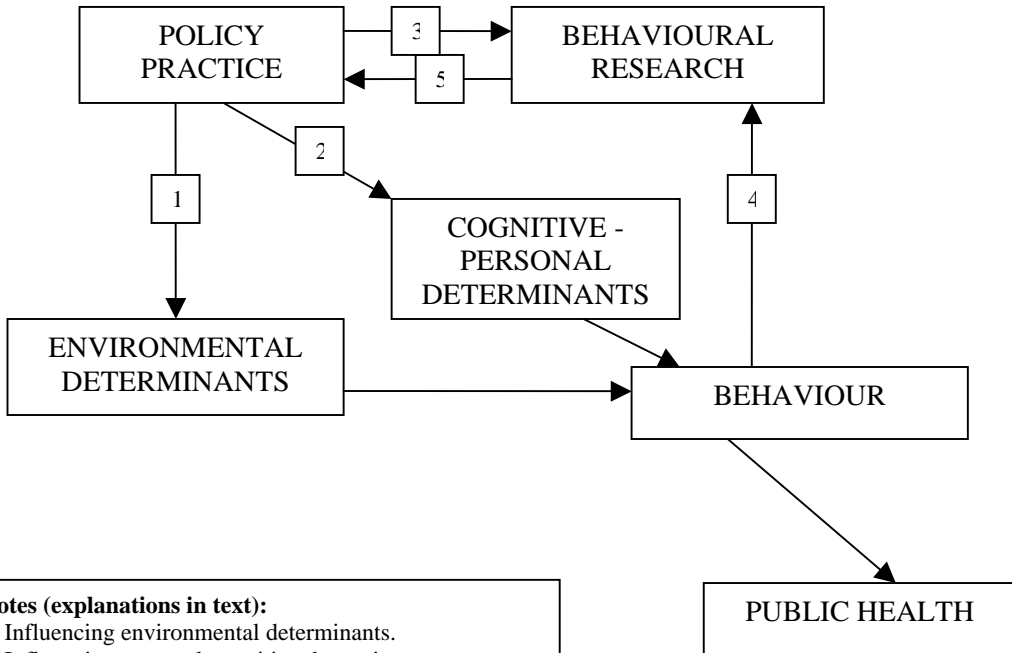 POLICY
PRACTICE
3
BEHAVIOURAL
RESEARCH
5
2
1
4
COGNITIVE -
PERSONAL
DETERMINANTS
ENVIRONMENTAL
DETERMINANTS
BEHAVIOUR
otes (explanations in text):
Influencing environmental determinants.
PUBLIC HEALTH